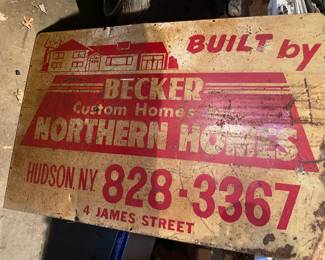 BUILT by
BECKER
Custom Homes
NORTHERN HOMES
HUDSON, N.Y. 828-3367
4 JAMES STREET